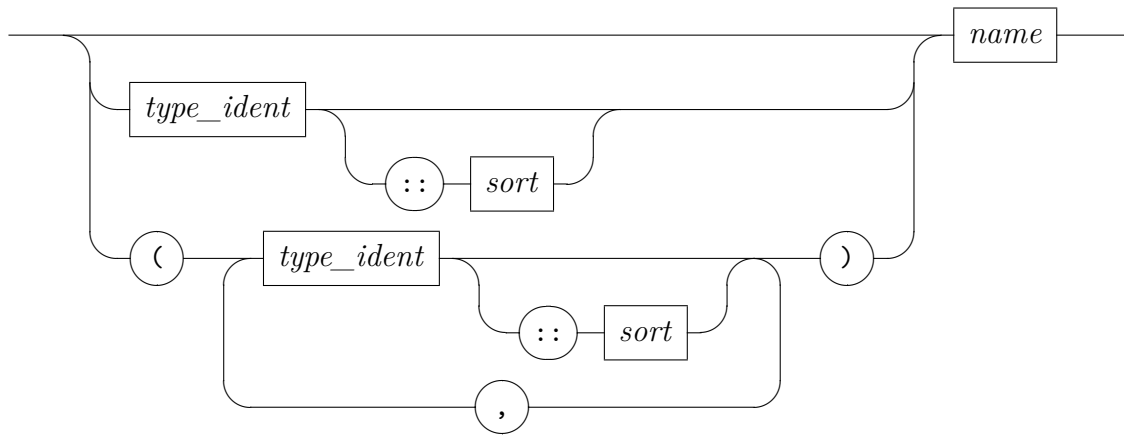 name
type_ident
:: sort
( type_ident )
:: sort
,